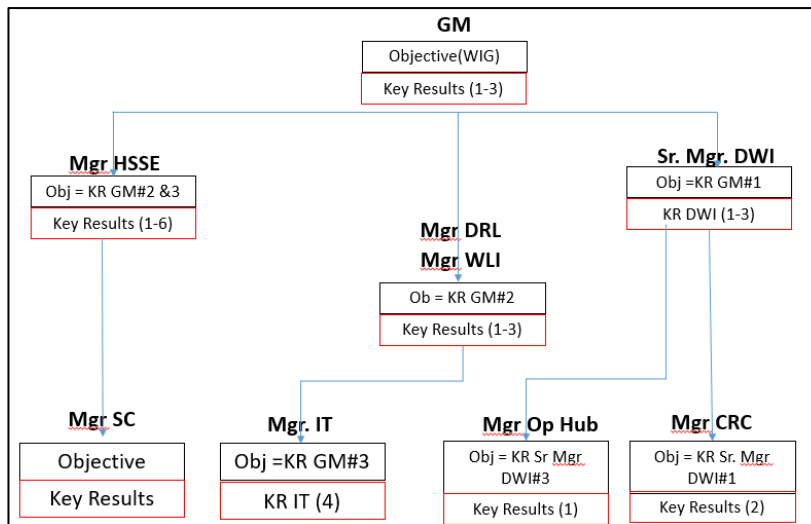 GM
Objective(WIG)
Key Results (1-3)
Mgr HSSE
Obj = KR GM#2 &3
Key Results (1-6)
Sr. Mgr. DWI
Obj =KR GM#1
KR DWI (1-3)
Mgr DRL
Mgr WLI
Ob = KR GM#2
Key Results (1-3)
Mgr SC
Objective
Key Results
Mgr. IT
Obj =KR GM#3
KR IT (4)
Mgr Op Hub
Obj = KR Sr Mgr
DWI#3
Key Results (1)
Mgr CRC
Obj = KR Sr. Mgr
DWI#1
Key Results (2)